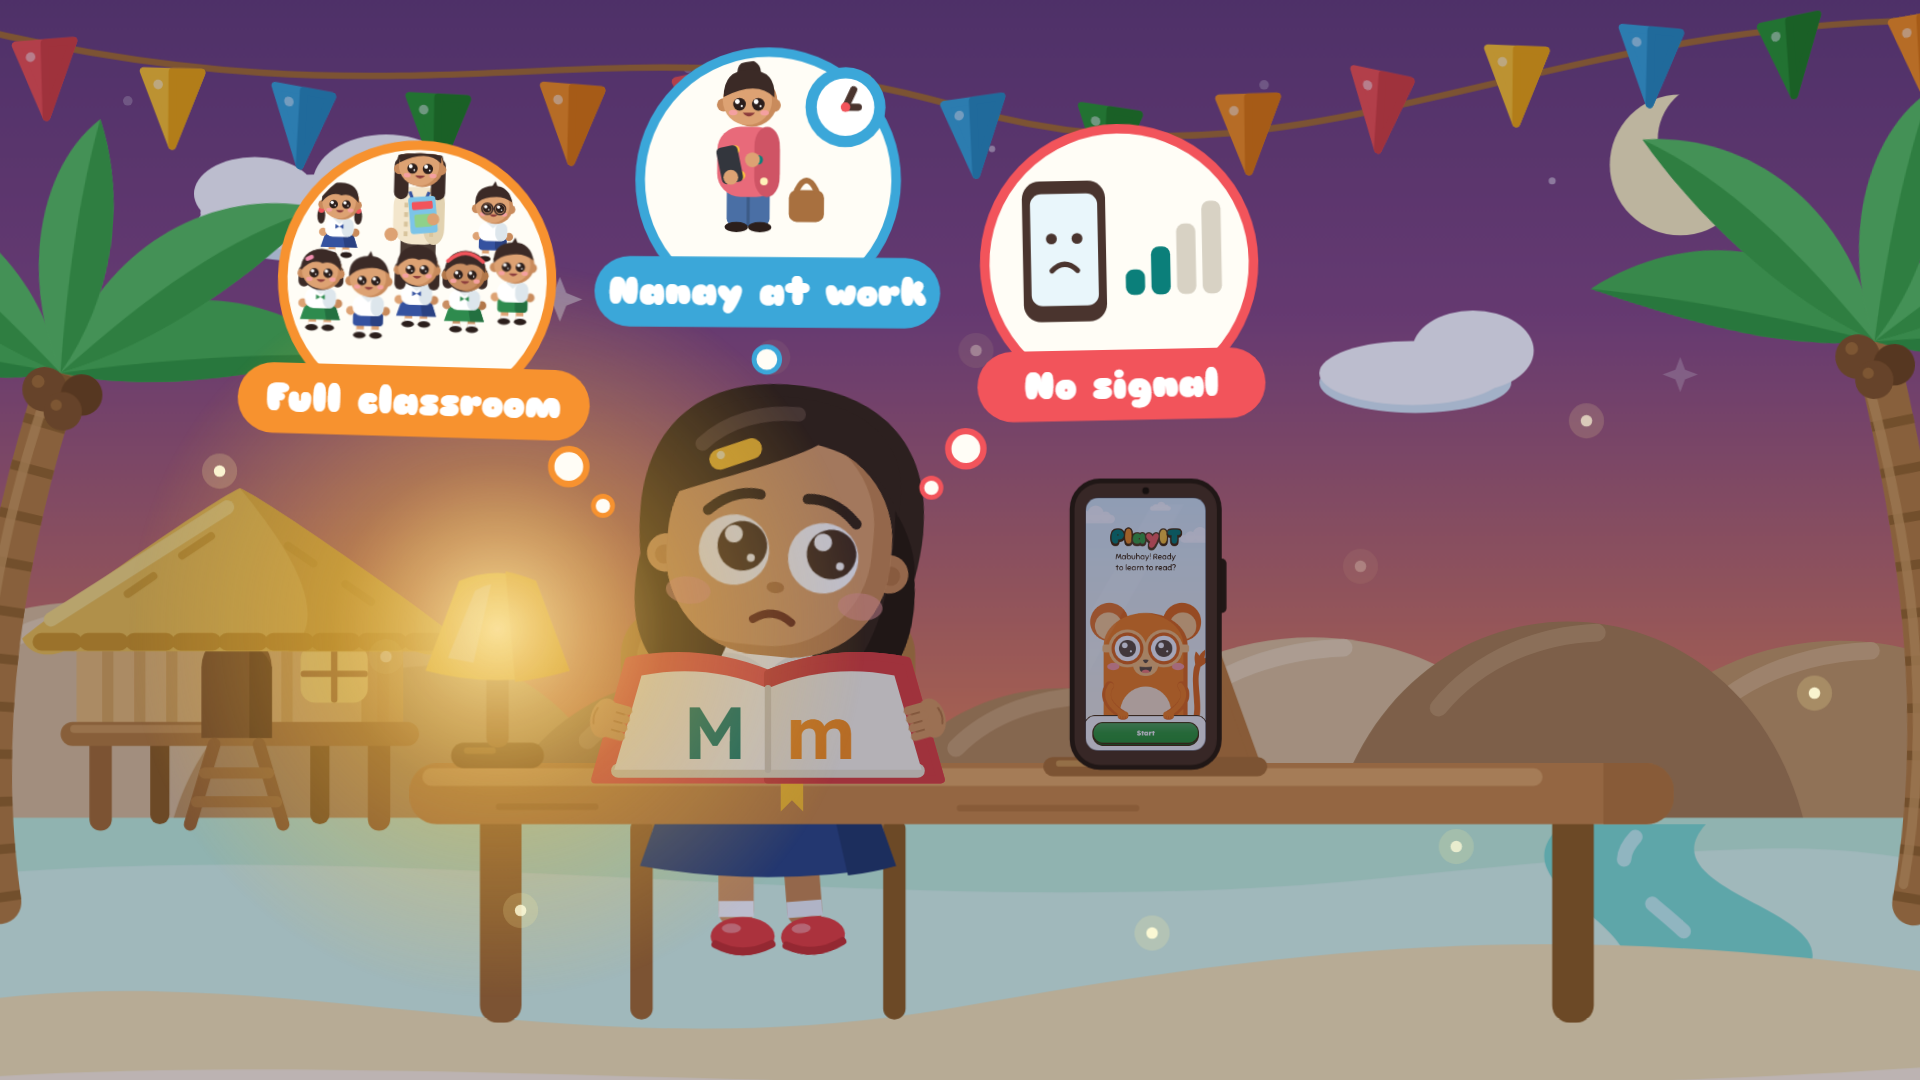 Nanay at work
Full classroom
No signal
PlayIT
Mabuhay! Ready
to learn to read?
M m
Start